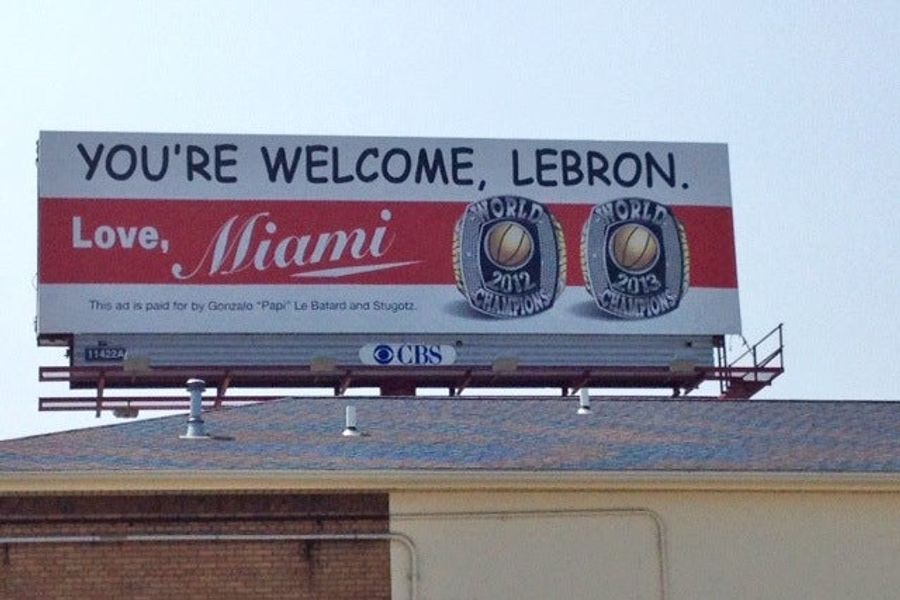 YOU'RE WELCOME, LEBRON.
Love, Miami
This ad is paid for by Gonzalo "Papi" Le Batard and Stugotz.
WORLD
2012
CHAMPIONS
WORLD
2013
CHAMPIONS
11422A
CBS